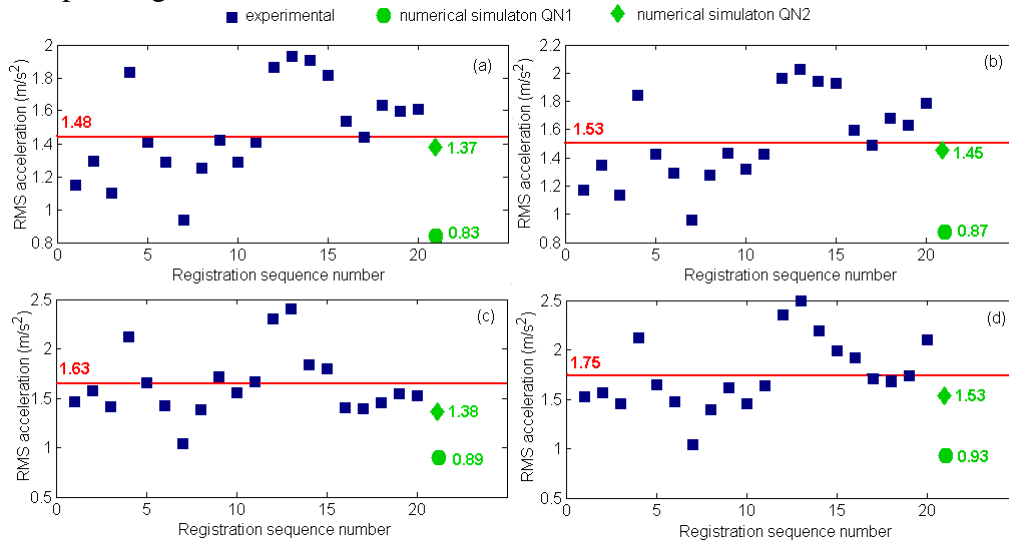 experimental numerical simulaton QN1 numerical simulaton QN2
RMS acceleration (m/s²)
2
1.8
1.6
1.4
1.2
1
0.8
(a)
1.48
1.37
0.83
0 5 10 15 20
Registration sequence number
RMS acceleration (m/s²)
2.2
2
1.8
1.6
1.4
1.2
1
0.8
(b)
1.53
1.45
0.87
0 5 10 15 20
Registration sequence number
RMS acceleration (m/s²)
2.5
2
1.5
1
0.5
(c)
1.63
1.38
0.89
0 5 10 15 20
Registration sequence number
RMS acceleration (m/s²)
2.5
2
1.5
1
0.5
(d)
1.75
1.53
0.93
0 5 10 15 20
Registration sequence number